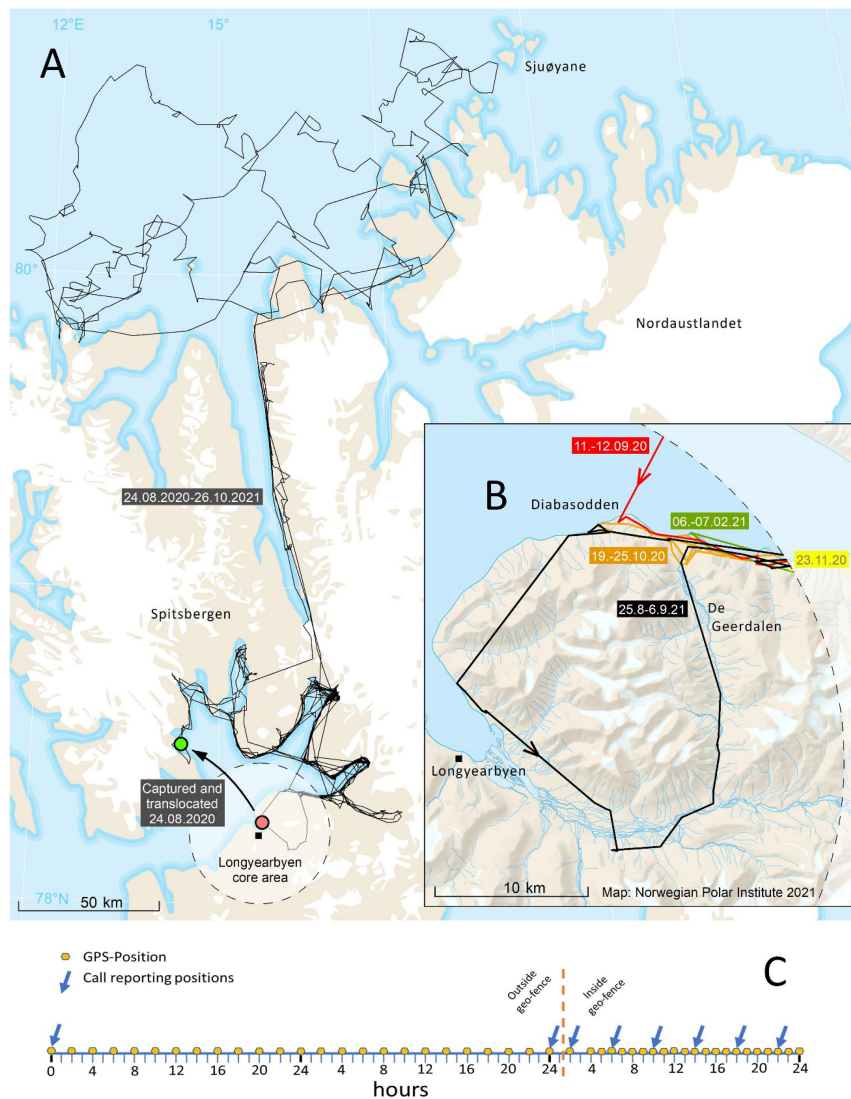 12°E
15°
A
Sjuøyane
80°
Nordaustlandet
24.08.2020-26.10.2021
Spitsbergen
Captured and
translocated
24.08.2020
Longyearbyen
core area
78°N
50 km
11.-12.09.20
B
Diabasodden
06.-07.02.21
19.-25.10.20
23.11.20
25.8-6.9.21
De
Geerdalen
Longyearbyen
10 km
Map: Norwegian Polar Institute 2021
GPS-Position
Call reporting positions
Outside
geo-fence
Inside
geo-fence
C
0 4 8 12 16 20 24 4 8 12 16 20 24 4 8 12 16 20 24
hours